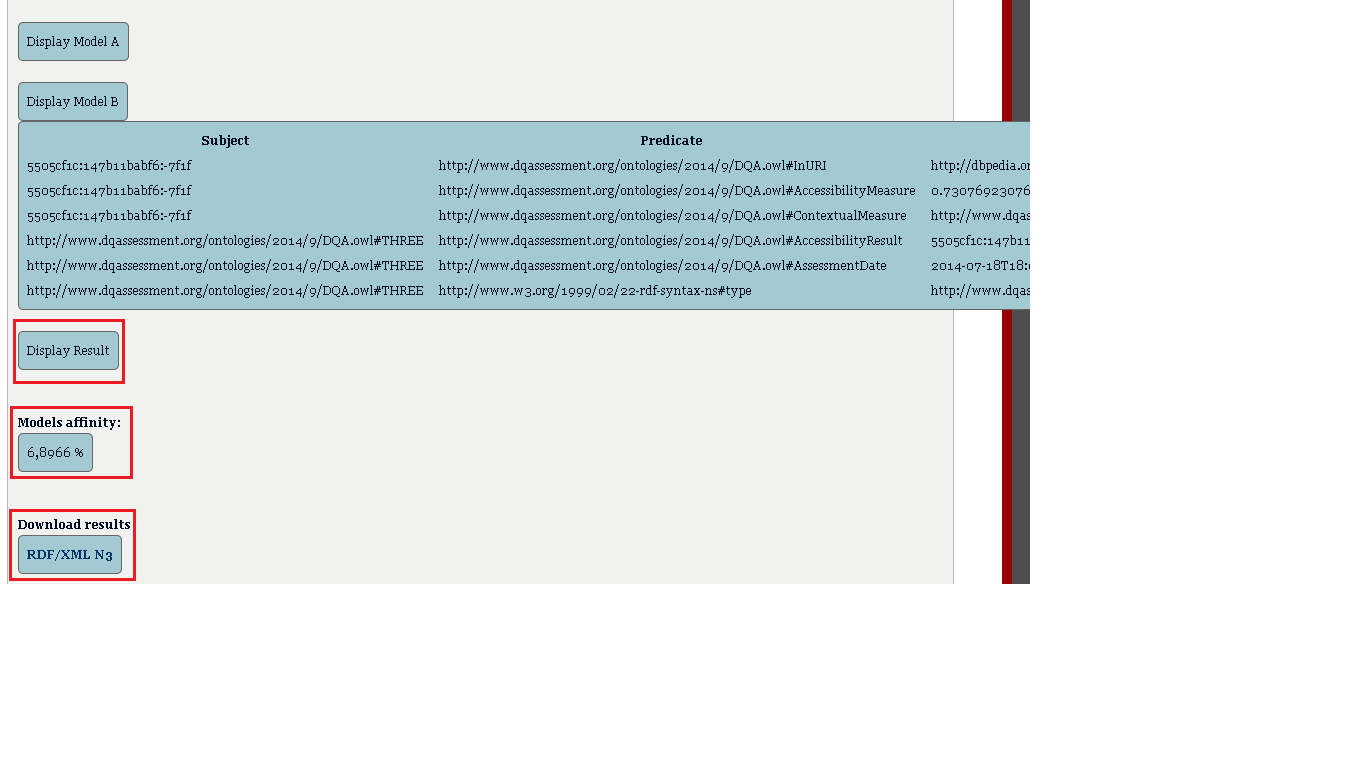 Display Model A
Display Model B
Subject Predicate
5505cf1c:147b11babf6:-7f1f http://www.dqassessment.org/ontologies/2014/9/DQA.owl#InURI http://dbpedia.or
5505cf1c:147b11babf6:-7f1f http://www.dqassessment.org/ontologies/2014/9/DQA.owl#AccessibilityMeasure 0.73076923076
5505cf1c:147b11babf6:-7f1f http://www.dqassessment.org/ontologies/2014/9/DQA.owl#ContextualMeasure http://www.dqas
http://www.dqassessment.org/ontologies/2014/9/DQA.owl#THREE http://www.dqassessment.org/ontologies/2014/9/DQA.owl#AccessibilityResult 5505cf1c:147b11
http://www.dqassessment.org/ontologies/2014/9/DQA.owl#THREE http://www.dqassessment.org/ontologies/2014/9/DQA.owl#AssessmentDate 2014-07-18T18:
http://www.dqassessment.org/ontologies/2014/9/DQA.owl#THREE http://www.w3.org/1999/02/22-rdf-syntax-ns#type http://www.dqas
Display Result
Models affinity:
6,8966 %
Download results
RDF/XML N3